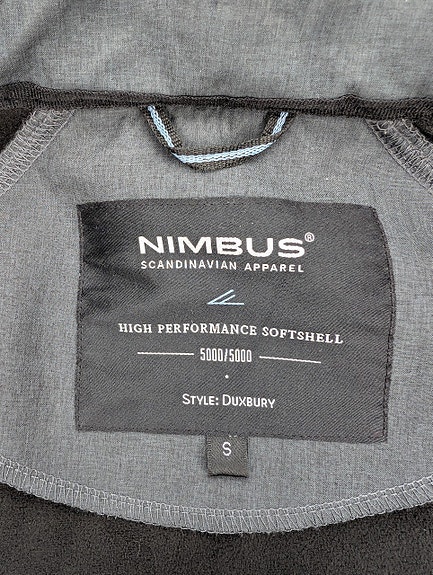 NIMBUS®
SCANDINAVIAN APPAREL
HIGH PERFORMANCE SOFTSHELL
5000/5000
STYLE: DUXBURY
S